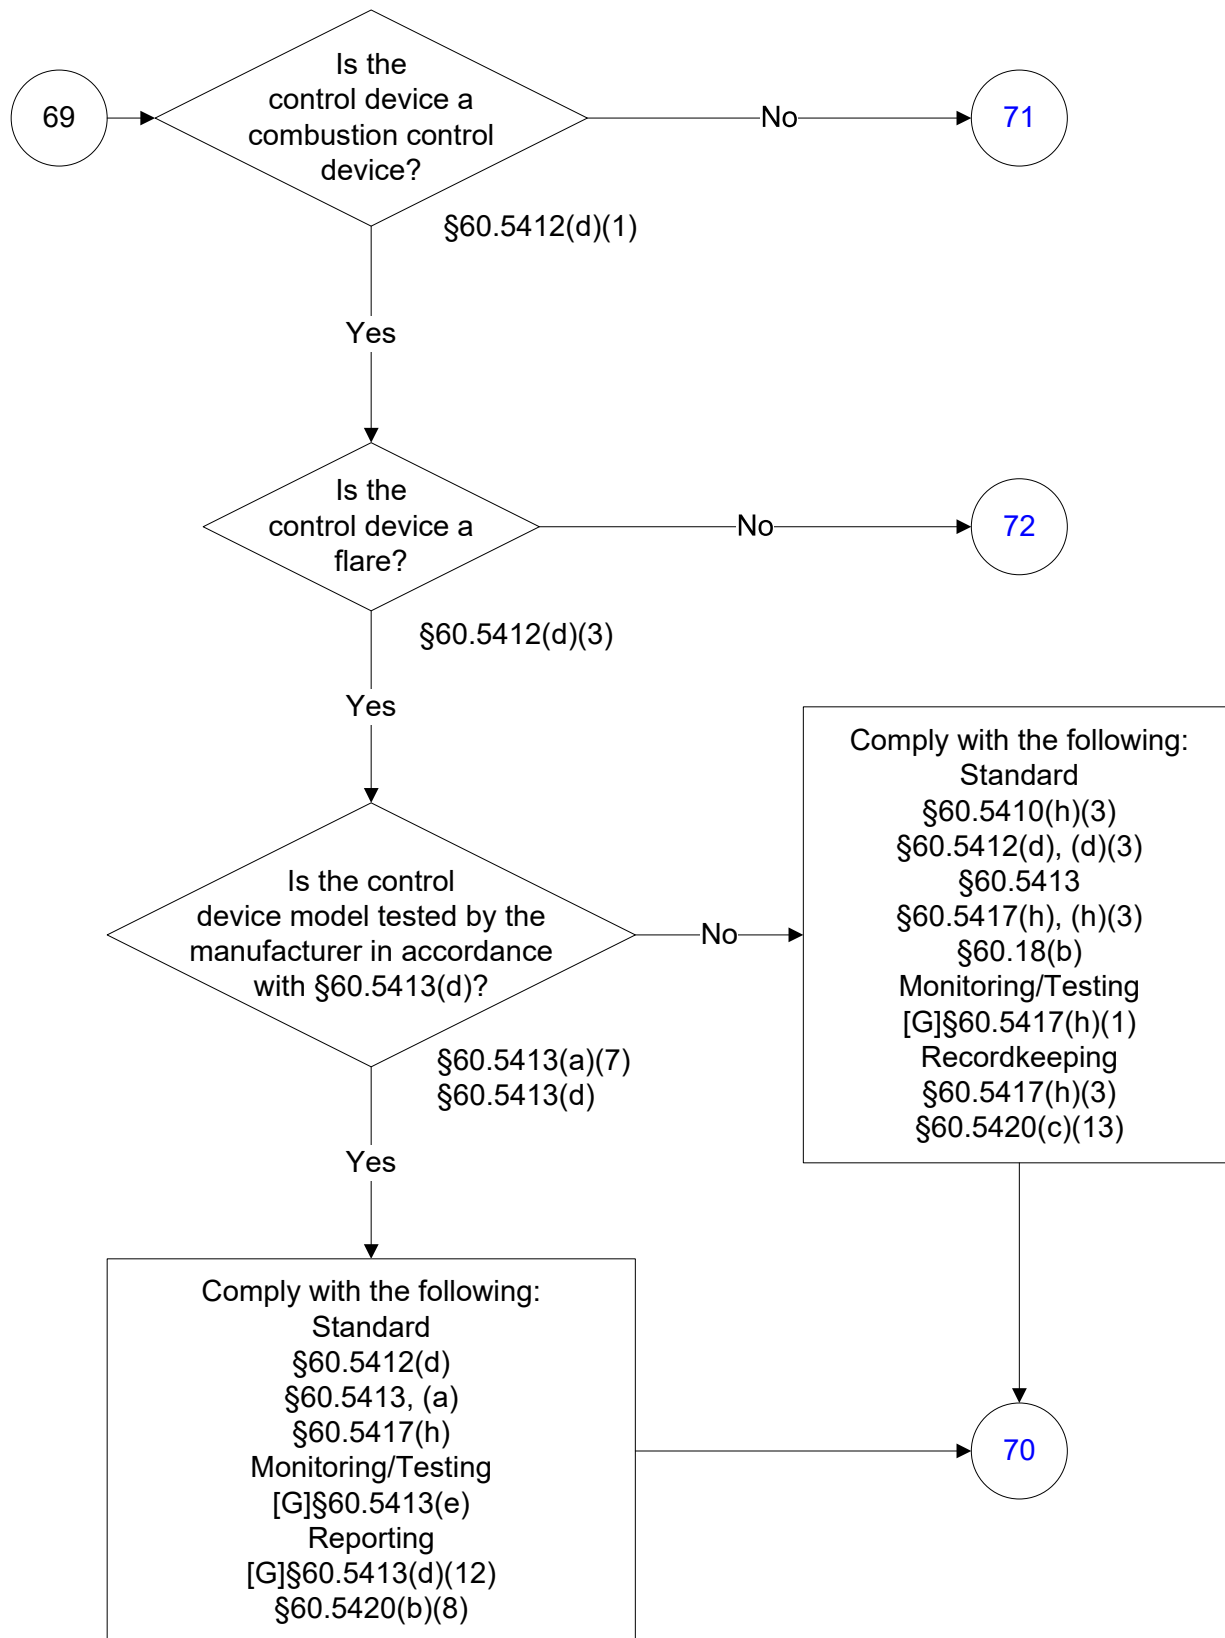 69
Is the
control device a
combustion control
device?
No
71
§60.5412(d)(1)
Yes
Is the
control device a
flare?
No
72
§60.5412(d)(3)
Yes
Is the control
device model tested by the
manufacturer in accordance
with §60.5413(d)?
No
§60.5413(a)(7)
§60.5413(d)
Yes
Comply with the following:
Standard
§60.5410(h)(3)
§60.5412(d), (d)(3)
§60.5413
§60.5417(h), (h)(3)
§60.18(b)
Monitoring/Testing
[G]§60.5417(h)(1)
Recordkeeping
§60.5417(h)(3)
§60.5420(c)(13)
Comply with the following:
Standard
§60.5412(d)
§60.5413, (a)
§60.5417(h)
Monitoring/Testing
[G]§60.5413(e)
Reporting
[G]§60.5413(d)(12)
§60.5420(b)(8)
70